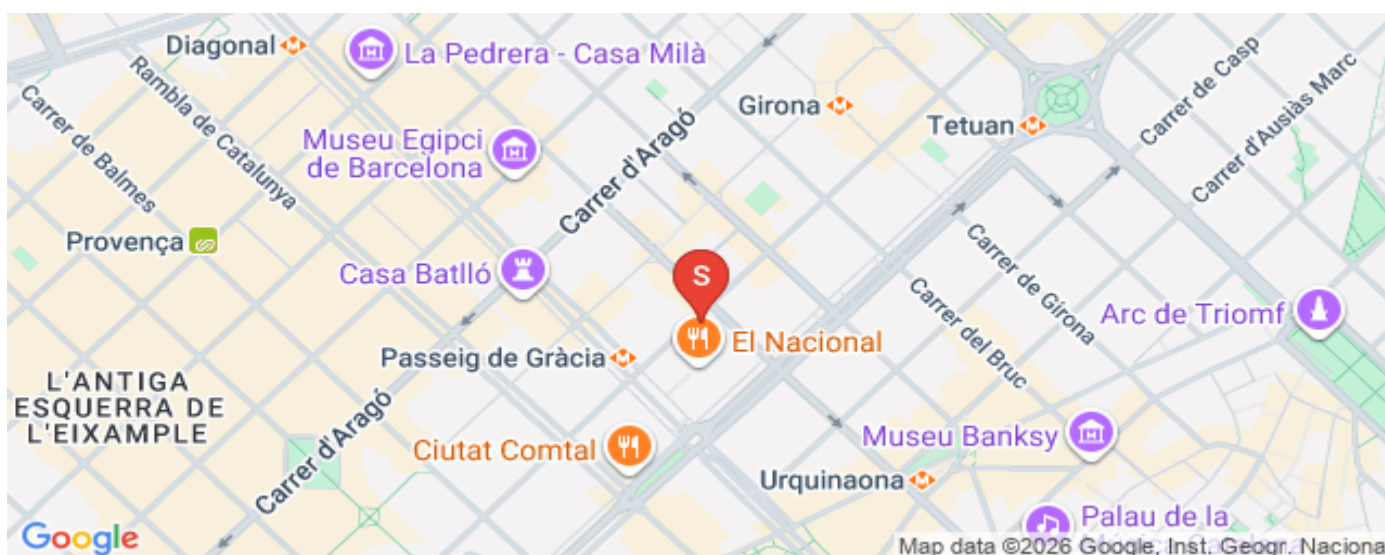 Diagonal
La Pedrera - Casa Milà
Carrer de Casp
Carrer d'Ausiàs Marc
Girona
Tetuan
Rambla de Catalunya
Carrer de Balmes
Museu Egipci
de Barcelona
Carrer d'Aragó
Provença
Casa Batlló
S
Carrer de Girona
Carrer del Bruc
Arc de Triomf
El Nacional
Passeig de Gràcia
L'ANTIGA
ESQUERRA DE
L'EIXAMPLE
Carrer d'Aragó
Ciutat Comtal
Museu Banksy
Urquinaona
Palau de la
Google
Map data ©2026 Google, Inst. Geogr. Naciona